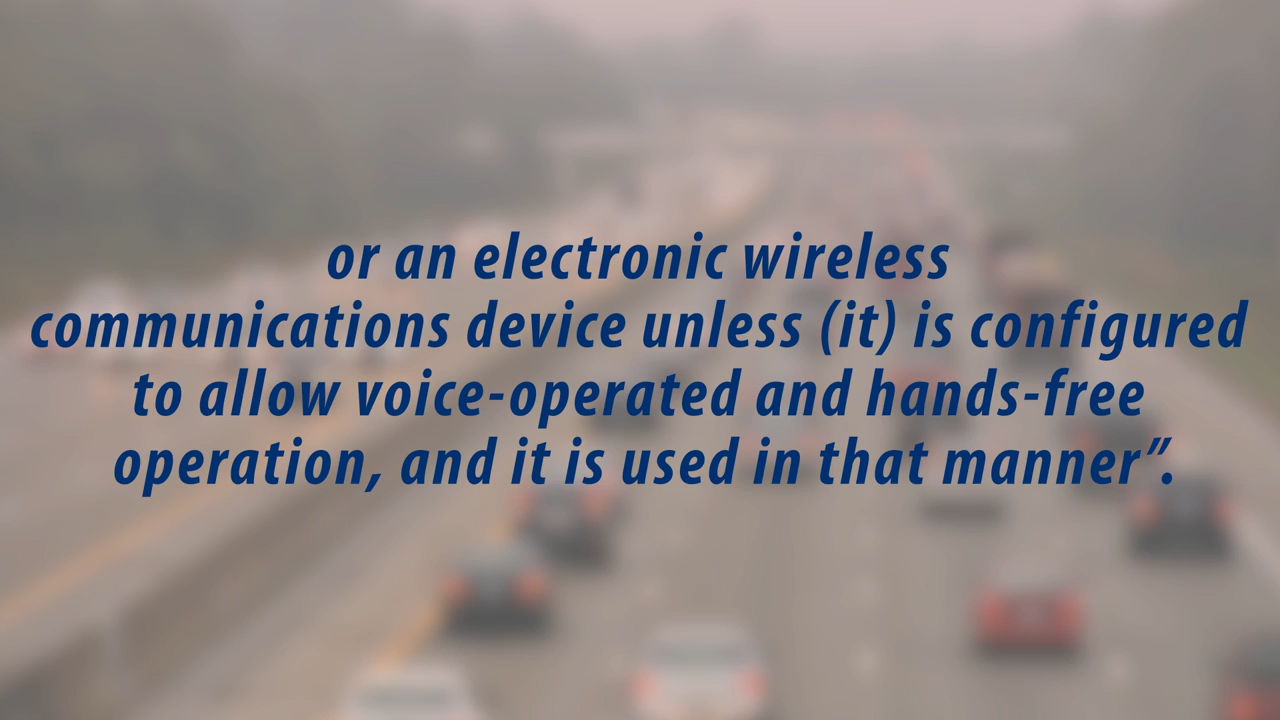 or an electronic wireless
communications device unless (it) is configured
to allow voice-operated and hands-free
operation, and it is used in that manner”.